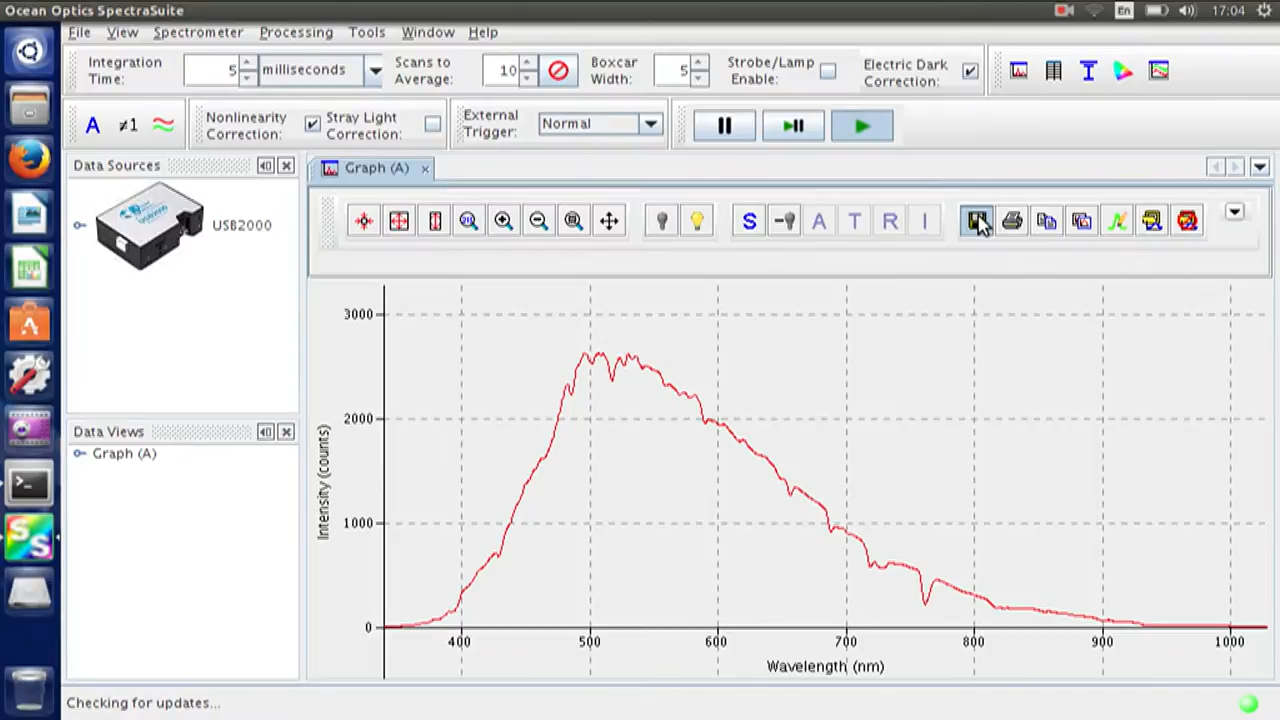 Ocean Optics SpectraSuite
En
17:04
File View Spectrometer Processing Tools Window Help
Integration Time: 5 milliseconds
Scans to Average: 10
Boxcar Width: 5
Strobe/Lamp Enable:
Electric Dark Correction:
A ≠1
Nonlinearity Correction:
Stray Light Correction:
External Trigger: Normal
Data Sources
Graph (A)
USB2000
S A T R I
Data Views
Graph (A)
3000
2000
1000
0
Intensity (counts)
400 500 600 700 800 900 1000
Wavelength (nm)
Checking for updates...